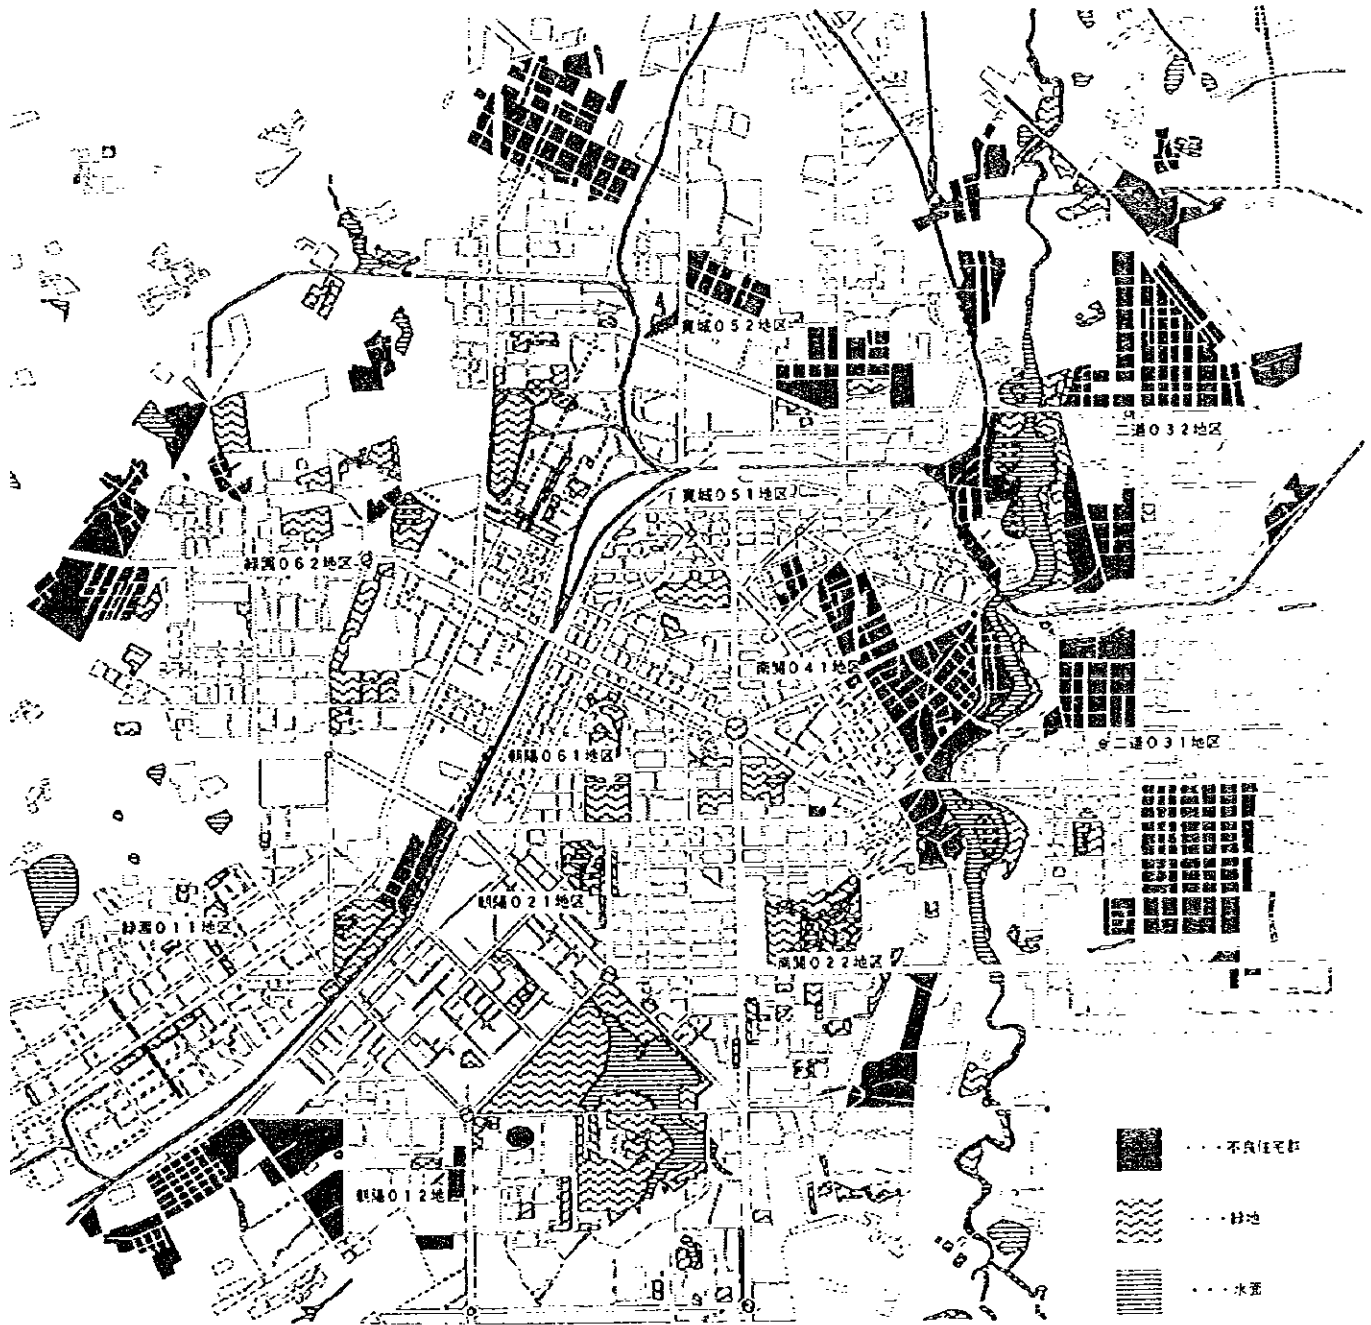 寛城052地区
二道032地区
寛城051地区
緑園062地区
南関041地区
二道031地区
朝陽061地区
朝陽021地区
緑園011地区
南関022地区
朝陽012地
・・・不良住宅群
・・・緑地
・・・水面